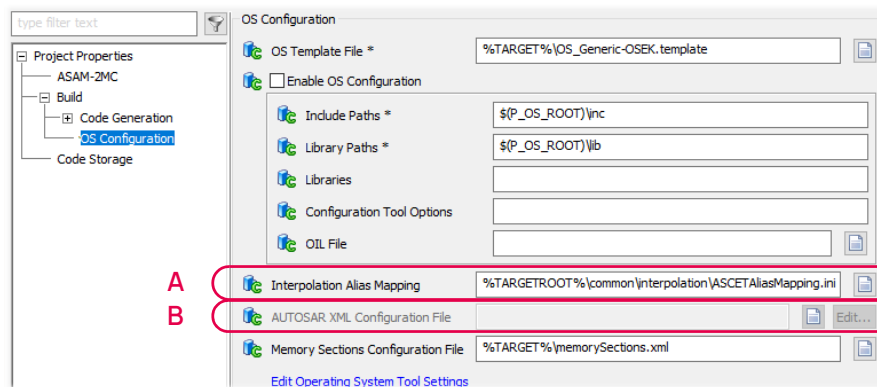 type filter text
Project Properties
ASAM-2MC
Build
Code Generation
OS Configuration
Code Storage
OS Configuration
OS Template File * %TARGET%\OS_Generic-OSEK.template
Enable OS Configuration
Include Paths * $(P_OS_ROOT)\inc
Library Paths * $(P_OS_ROOT)\lib
Libraries
Configuration Tool Options
OIL File
A Interpolation Alias Mapping %TARGETROOT%\common\interpolation\ASCETAliasMapping.ini
B AUTOSAR XML Configuration File Edit...
Memory Sections Configuration File %TARGET%\memorySections.xml
Edit Operating System Tool Settings